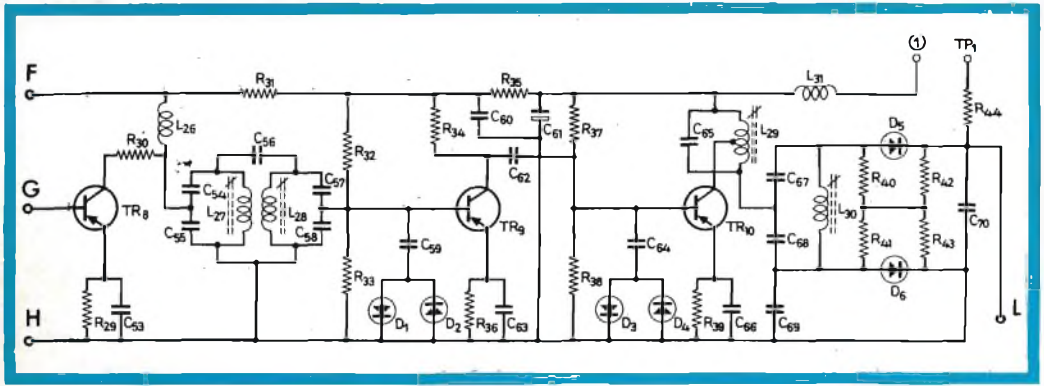 F
G
H
R30
L26
R31
TR8
R29
C53
C54
C55
L27
C56
L28
C57
C58
R32
R33
C59
D1
D2
R34
C60
R35
C61
C62
TR9
R36
C63
R37
R38
C64
D3
D4
C65
L29
TR10
R39
C66
L31
(1)
TP1
R44
C67
C68
C69
L30
R40
R41
D5
D6
R42
R43
C70
L